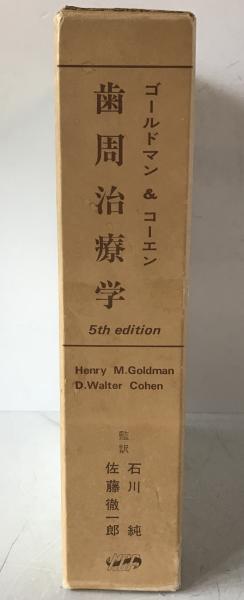 ゴールドマン & コーエン
歯周治療学
5th edition
Henry M.Goldman
D.Walter Cohen
監訳
石川 純
佐藤徹一郎